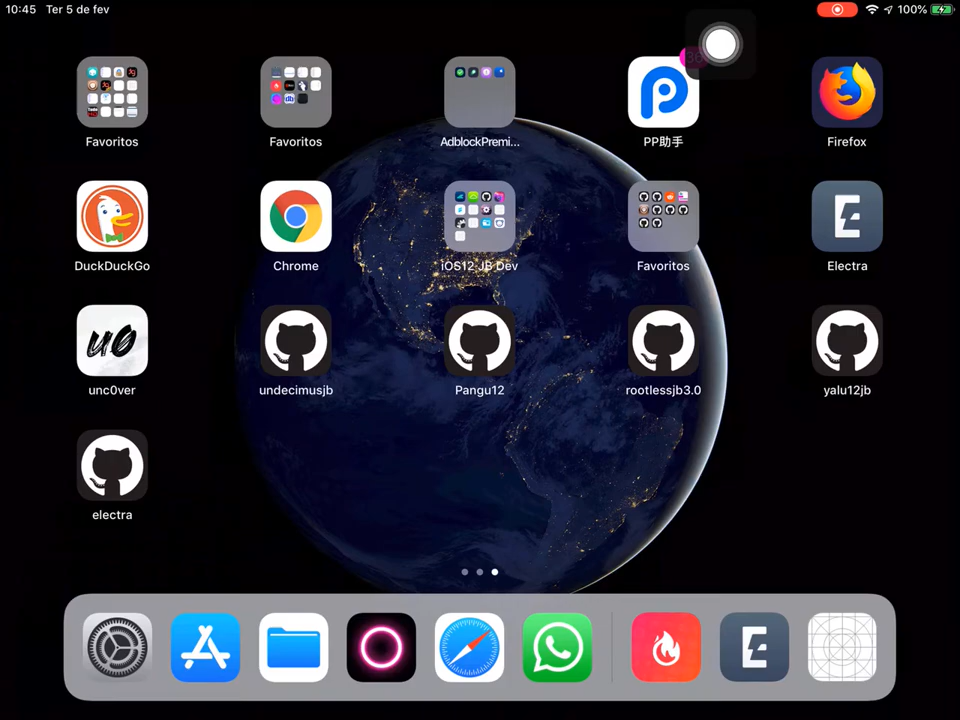 10:45 Ter 5 de fev 100%
Favoritos Favoritos AdblockPremi... PP助手 Firefox
DuckDuckGo Chrome iOS12 JB Dev Favoritos Electra
u0
unc0ver undecimusjb Pangu12 rootlessjb3.0 yalu12jb
electra